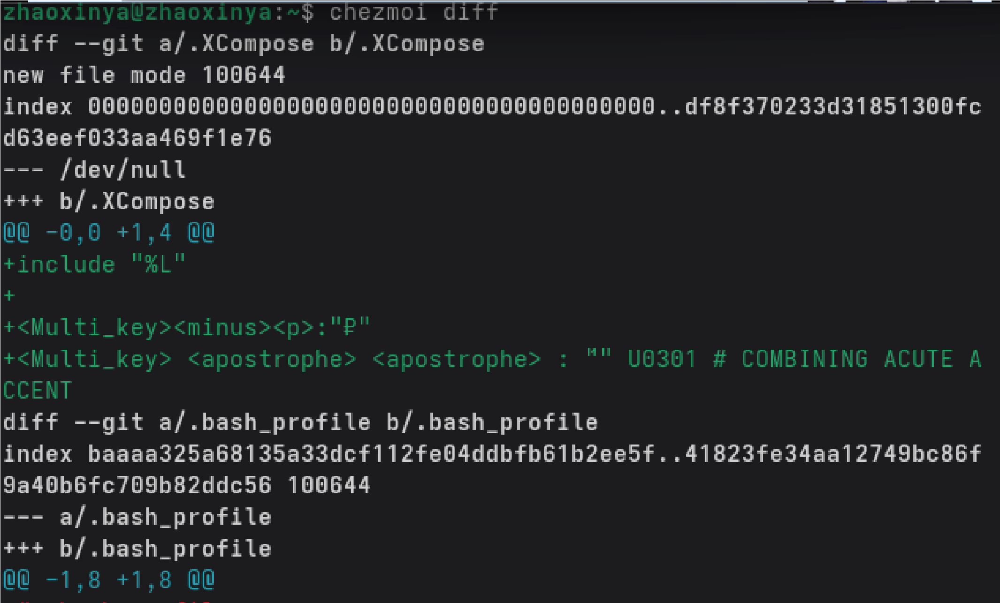 zhaoxinya@zhaoxinya:~$ chezmoi diff
diff --git a/.XCompose b/.XCompose
new file mode 100644
index 0000000000000000000000000000000000000000..df8f370233d31851300fc
d63eef033aa469f1e76
--- /dev/null
+++ b/.XCompose
@@ -0,0 +1,4 @@
+include "%L"
+
+<Multi_key><minus><p>:"₽"
+<Multi_key> <apostrophe> <apostrophe> : "́" U0301 # COMBINING ACUTE A
CCENT
diff --git a/.bash_profile b/.bash_profile
index baaaa325a68135a33dcf112fe04ddbfb61b2ee5f..41823fe34aa12749bc86f
9a40b6fc709b82ddc56 100644
--- a/.bash_profile
+++ b/.bash_profile
@@ -1,8 +1,8 @@